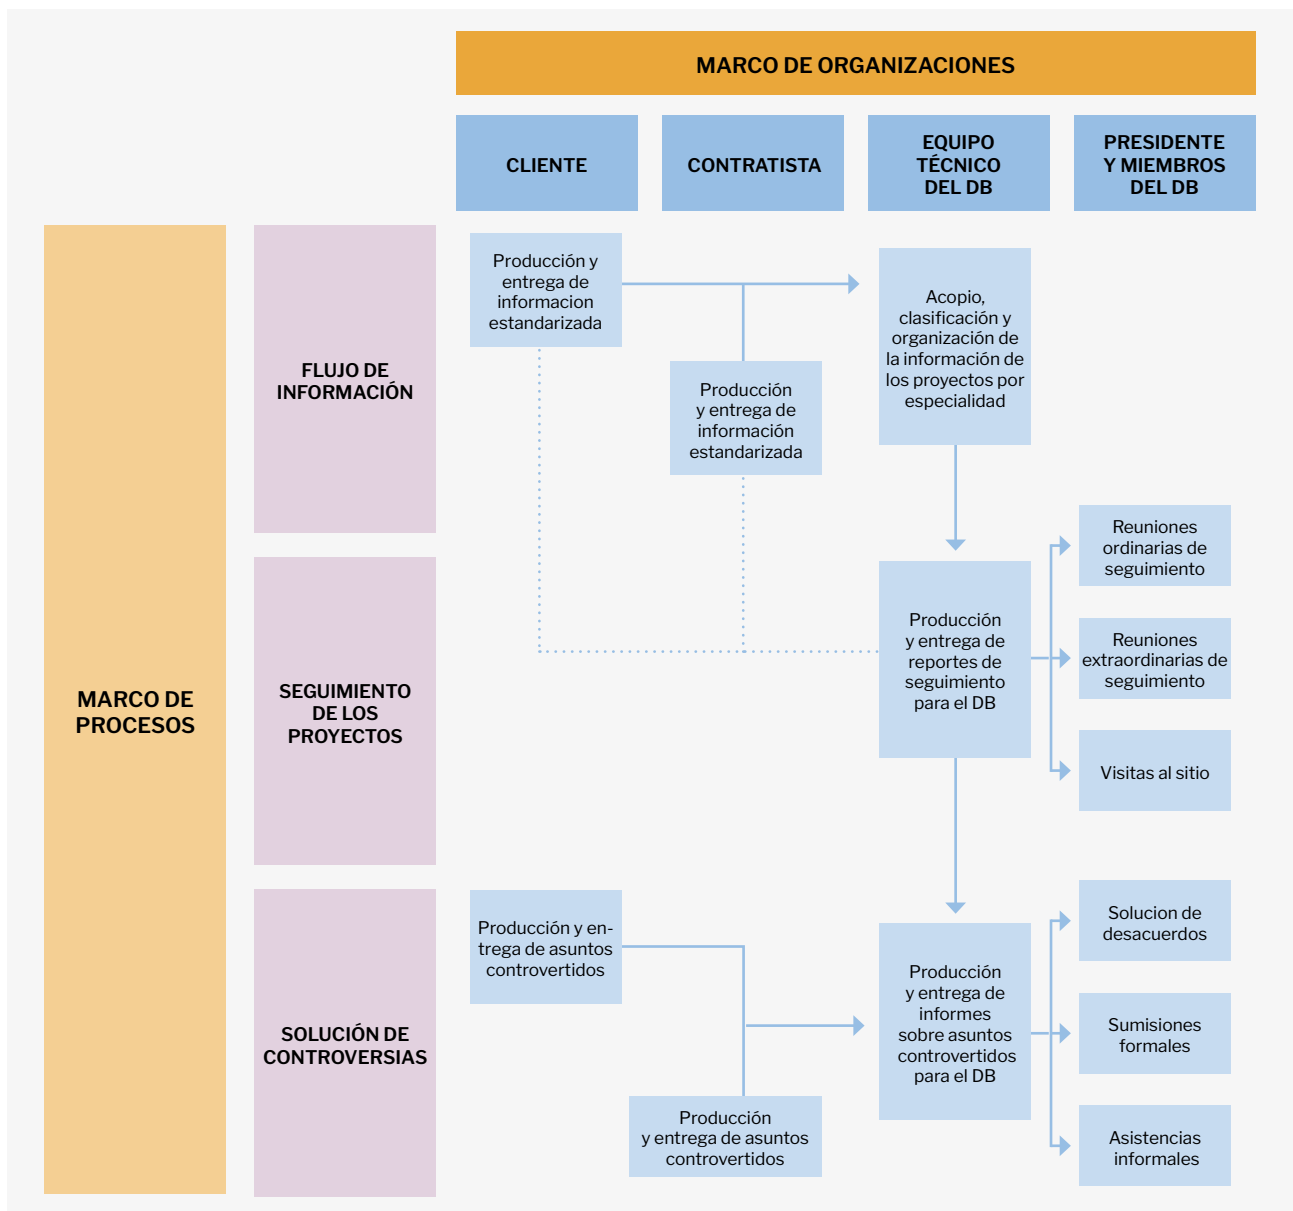 MARCO DE ORGANIZACIONES
CLIENTE
CONTRATISTA
EQUIPO
TÉCNICO
DEL DB
PRESIDENTE
Y MIEMBROS
DEL DB
MARCO DE
PROCESOS
FLUJO DE
INFORMACIÓN
Producción y
entrega de
informacion
estandarizada
Producción
y entrega de
información
estandarizada
Acopio,
clasificación y
organización de
la información de
los proyectos por
especialidad
SEGUIMIENTO
DE LOS
PROYECTOS
Producción
y entrega de
reportes de
seguimiento
para el DB
Reuniones
ordinarias de
seguimiento
Reuniones
extraordinarias de
seguimiento
Visitas al sitio
SOLUCIÓN DE
CONTROVERSIAS
Producción y en-
trega de asuntos
controvertidos
Producción
y entrega de asuntos
controvertidos
Producción
y entrega de
informes
sobre asuntos
controvertidos
para el DB
Solucion de
desacuerdos
Sumisiones
formales
Asistencias
informales